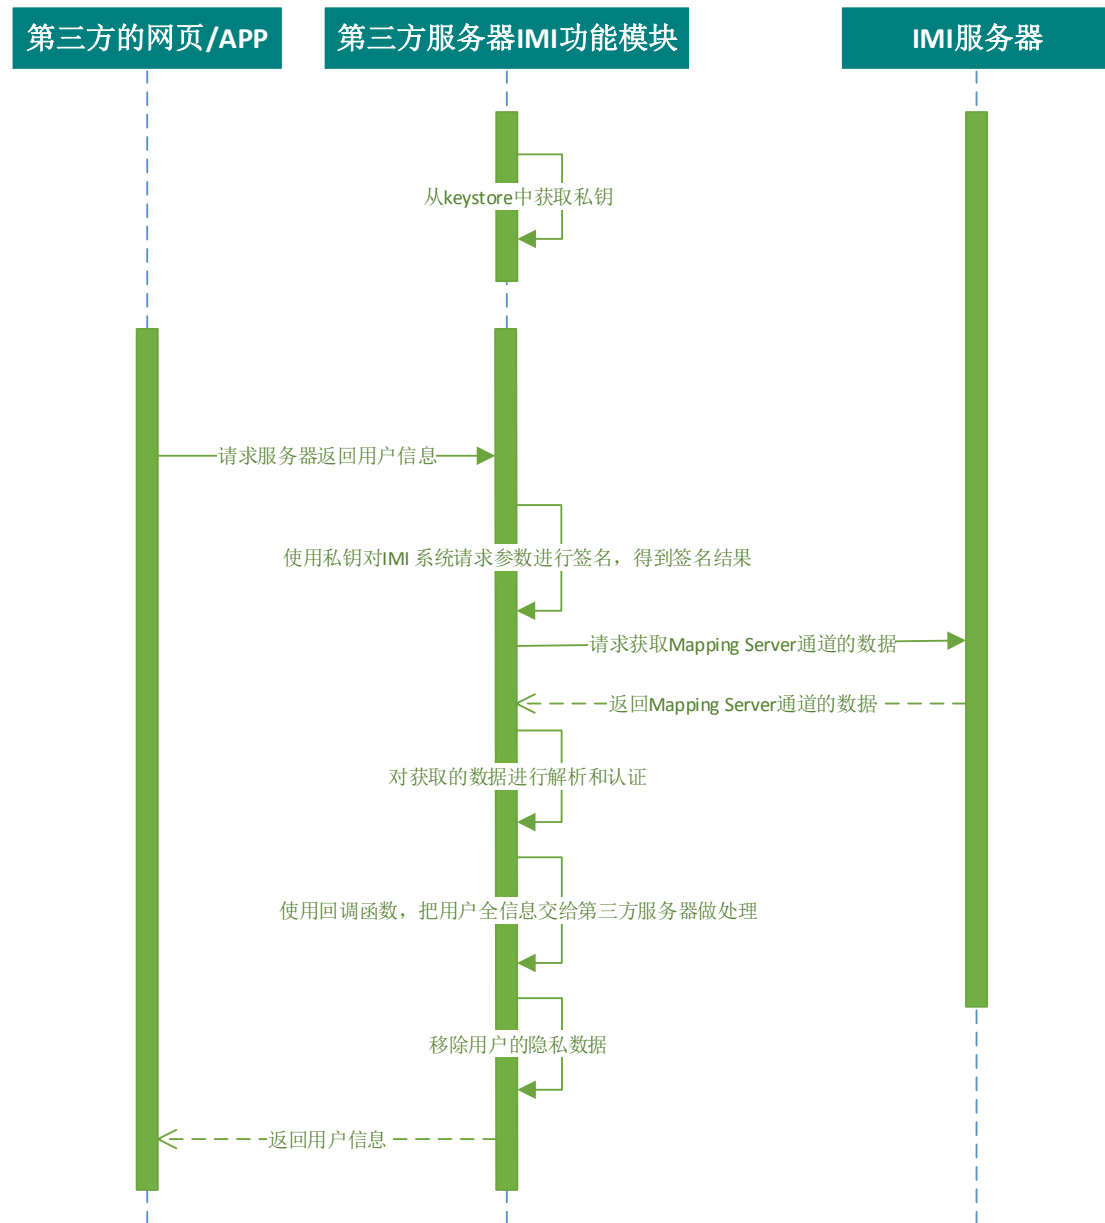 第三方的网页/APP
第三方服务器IMI功能模块
IMI服务器
从keystore中获取私钥
请求服务器返回用户信息
使用私钥对IMI 系统请求参数进行签名，得到签名结果
请求获取Mapping Server通道的数据
返回Mapping Server通道的数据
对获取的数据进行解析和认证
使用回调函数，把用户全信息交给第三方服务器做处理
移除用户的隐私数据
返回用户信息